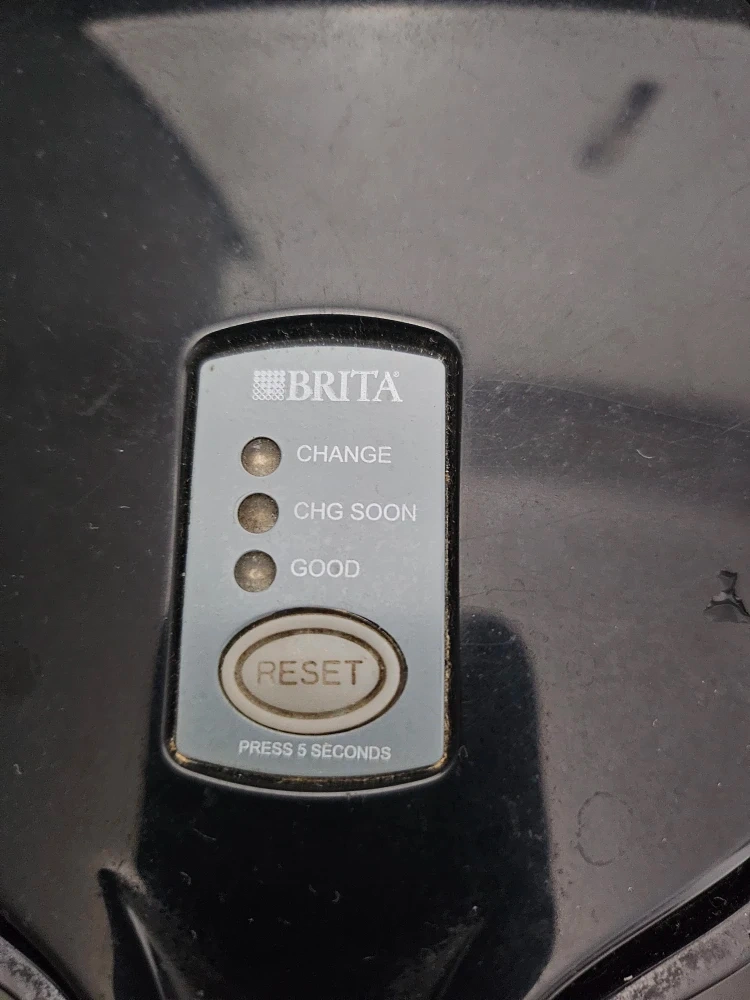 BRITA®
CHANGE
CHG SOON
GOOD
RESET
PRESS 5 SECONDS